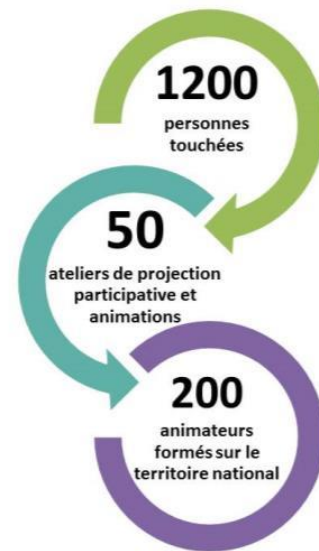 1200
personnes
touchées
50
ateliers de projection
participative et
animations
200
animateurs
formés sur le
territoire national